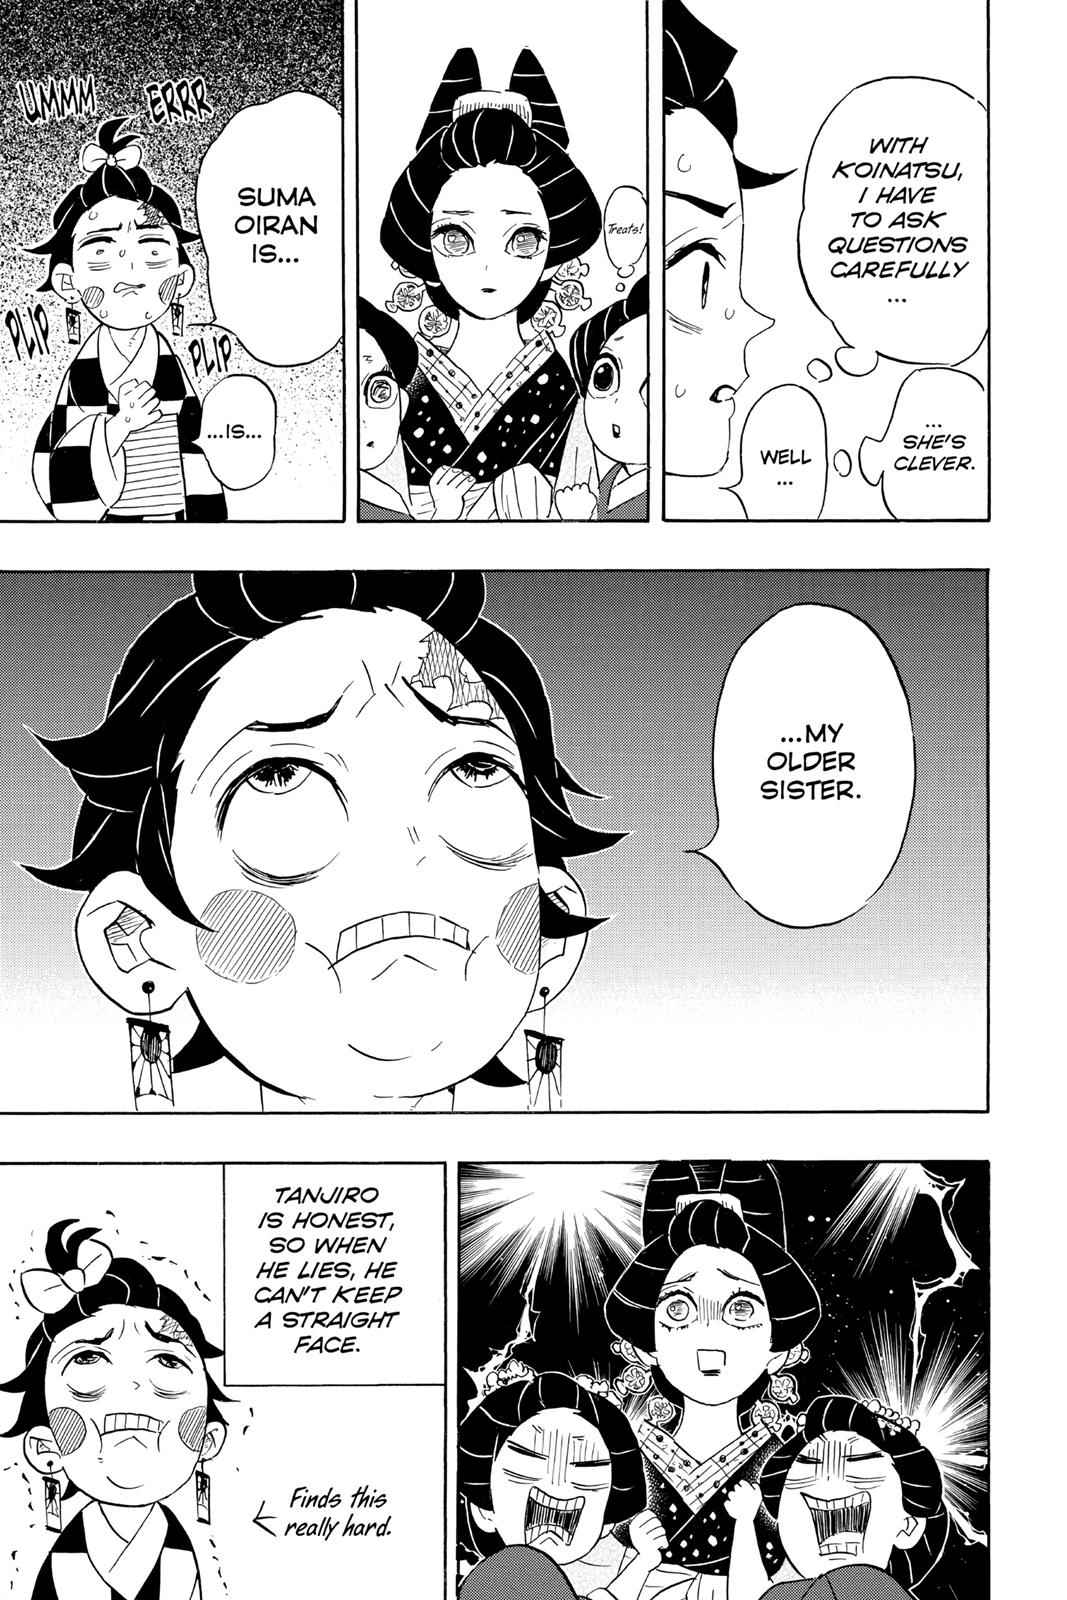 WITH
KOINATSU,
I HAVE
TO ASK
QUESTIONS
CAREFULLY
...
...
SHE'S
CLEVER.
WELL
...
Treats!
SUMA
OIRAN
IS...
...IS...
UMMM
ERRR
PLIP
PLIP
...MY
OLDER
SISTER.
TANJIRO
IS HONEST,
SO WHEN
HE LIES, HE
CAN'T KEEP
A STRAIGHT
FACE.
Finds this
really hard.